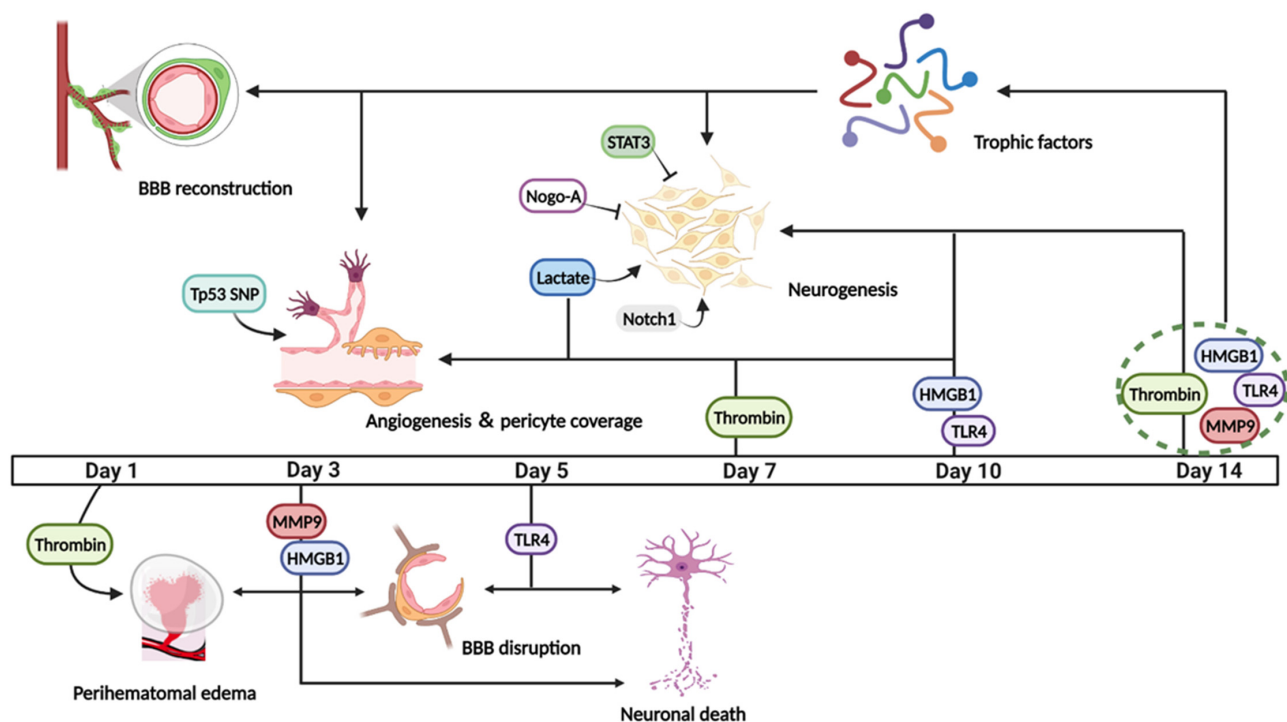 STAT3
Trophic factors
BBB reconstruction
Nogo-A
Lactate
Tp53 SNP
Neurogenesis
Notch1
HMGB1
TLR4
Thrombin
MMP9
HMGB1
TLR4
Thrombin
Angiogenesis & pericyte coverage
Day 1
Day 3
Day 5
Day 7
Day 10
Day 14
Thrombin
MMP9
HMGB1
TLR4
BBB disruption
Perihematomal edema
Neuronal death